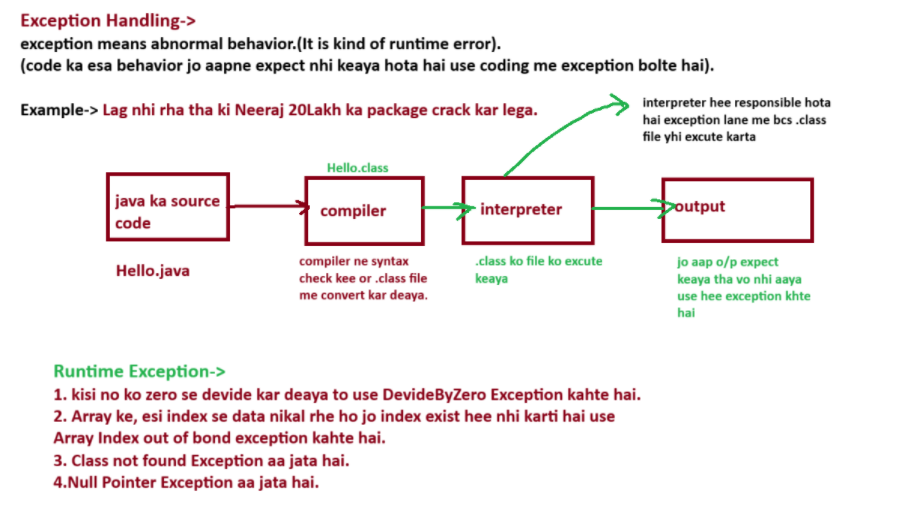 Exception Handling->
exception means abnormal behavior.(It is kind of runtime error).
(code ka esa behavior jo aapne expect nhi keaya hota hai use coding me exception bolte hai).
Example-> Lag nhi rha tha ki Neeraj 20Lakh ka package crack kar lega.
interpreter hee responsible hota
hai exception lane me bcs .class
file yhi excute karta
Hello.class
java ka source
code
compiler
interpreter
output
Hello.java
compiler ne syntax
check kee or .class file
me convert kar deaya.
.class ko file ko excute
keaya
jo aap o/p expect
keaya tha vo nhi aaya
use hee exception khte
hai
Runtime Exception->
1. kisi no ko zero se devide kar deaya to use DevideByZero Exception kahte hai.
2. Array ke, esi index se data nikal rhe ho jo index exist hee nhi karti hai use
Array Index out of bond exception kahte hai.
3. Class not found Exception aa jata hai.
4.Null Pointer Exception aa jata hai.